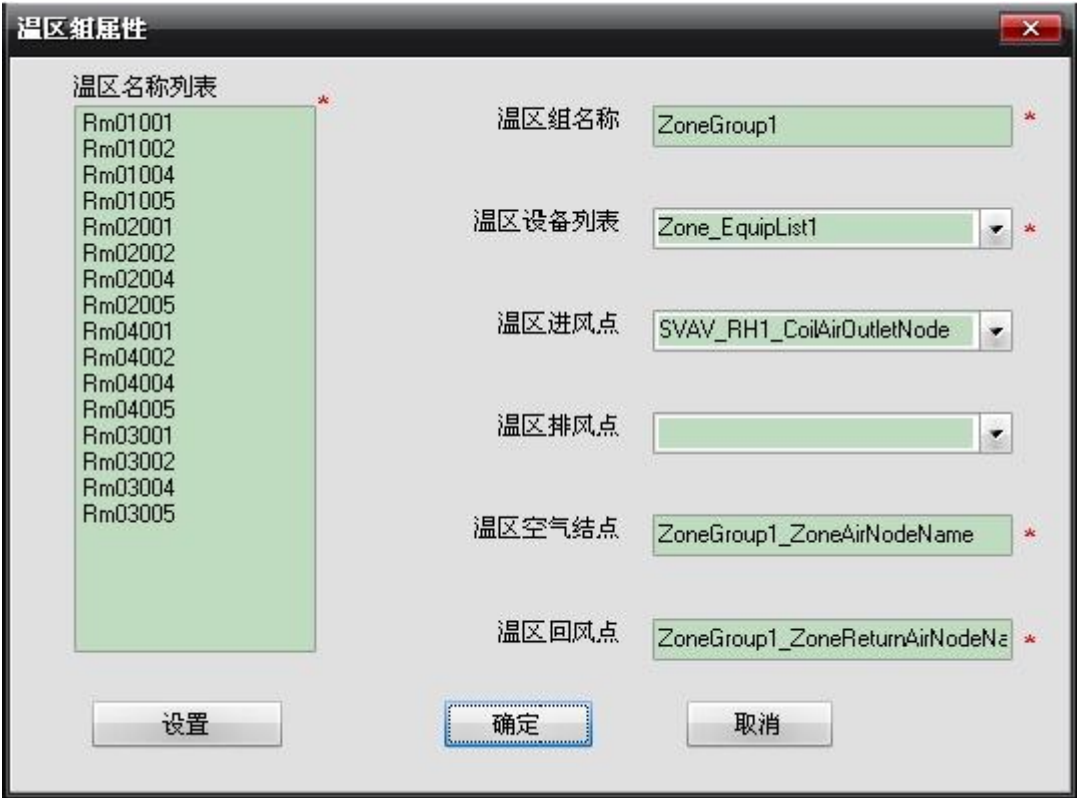 温区组属性
温区名称列表 *
Rm01001
Rm01002
Rm01004
Rm01005
Rm02001
Rm02002
Rm02004
Rm02005
Rm04001
Rm04002
Rm04004
Rm04005
Rm03001
Rm03002
Rm03004
Rm03005
温区组名称 ZoneGroup1 *
温区设备列表 Zone_EquipList1 *
温区进风点 SVAV_RH1_CoilAirOutletNode
温区排风点
温区空气结点 ZoneGroup1_ZoneAirNodeName *
温区回风点 ZoneGroup1_ZoneReturnAirNodeNa *
设置 确定 取消